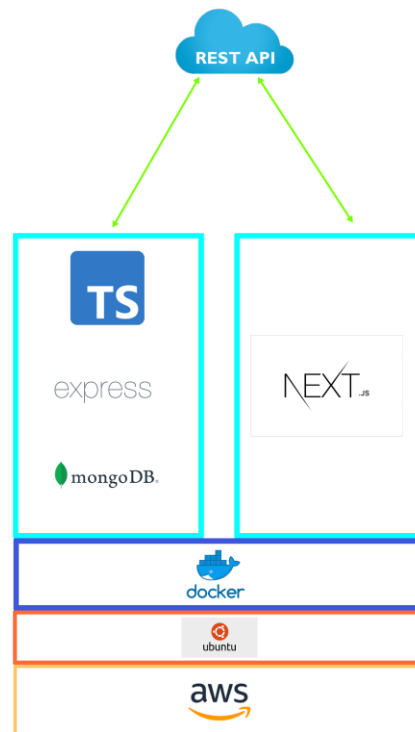 REST API
TS
express
mongoDB.
NEXT.JS
docker
ubuntu
aws